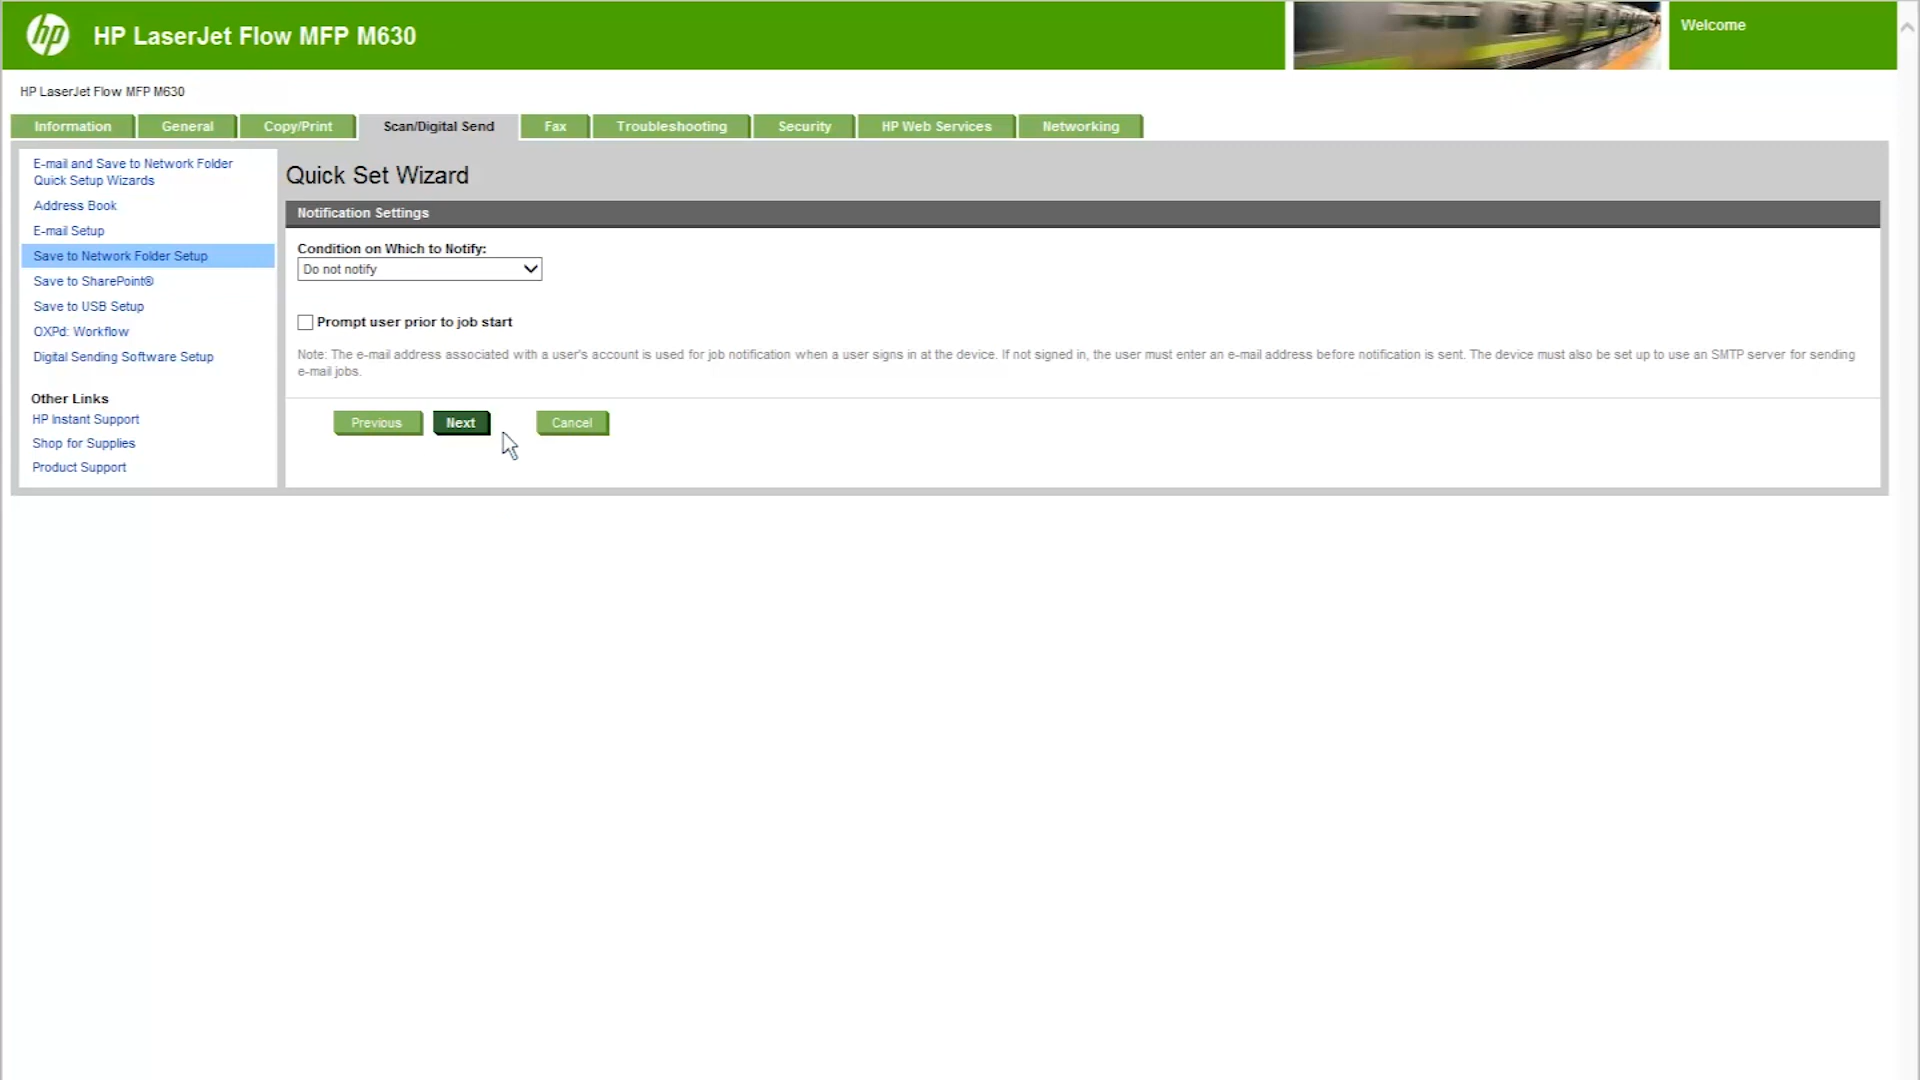 hp
HP LaserJet Flow MFP M630
Welcome
HP LaserJet Flow MFP M630
Information General Copy/Print Scan/Digital Send Fax Troubleshooting Security HP Web Services Networking
E-mail and Save to Network Folder
Quick Setup Wizards
Address Book
E-mail Setup
Save to Network Folder Setup
Save to SharePoint®
Save to USB Setup
OXPd: Workflow
Digital Sending Software Setup
Other Links
HP Instant Support
Shop for Supplies
Product Support
Quick Set Wizard
Notification Settings
Condition on Which to Notify:
Do not notify
Prompt user prior to job start
Note: The e-mail address associated with a user's account is used for job notification when a user signs in at the device. If not signed in, the user must enter an e-mail address before notification is sent. The device must also be set up to use an SMTP server for sending
e-mail jobs.
Previous Next Cancel